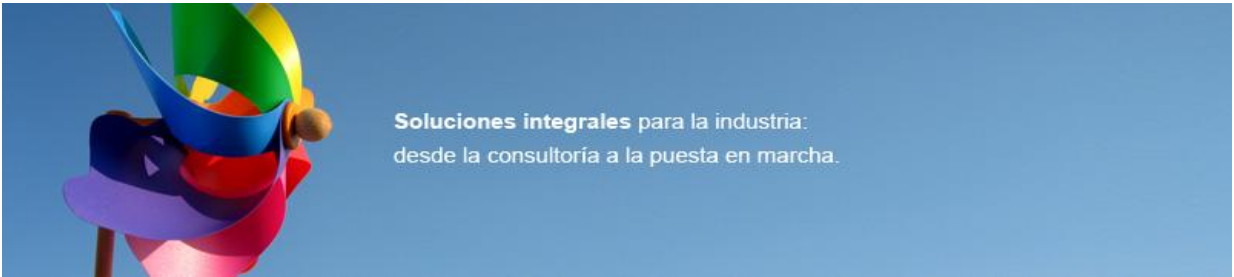 Soluciones integrales para la industria:
desde la consultoría a la puesta en marcha.